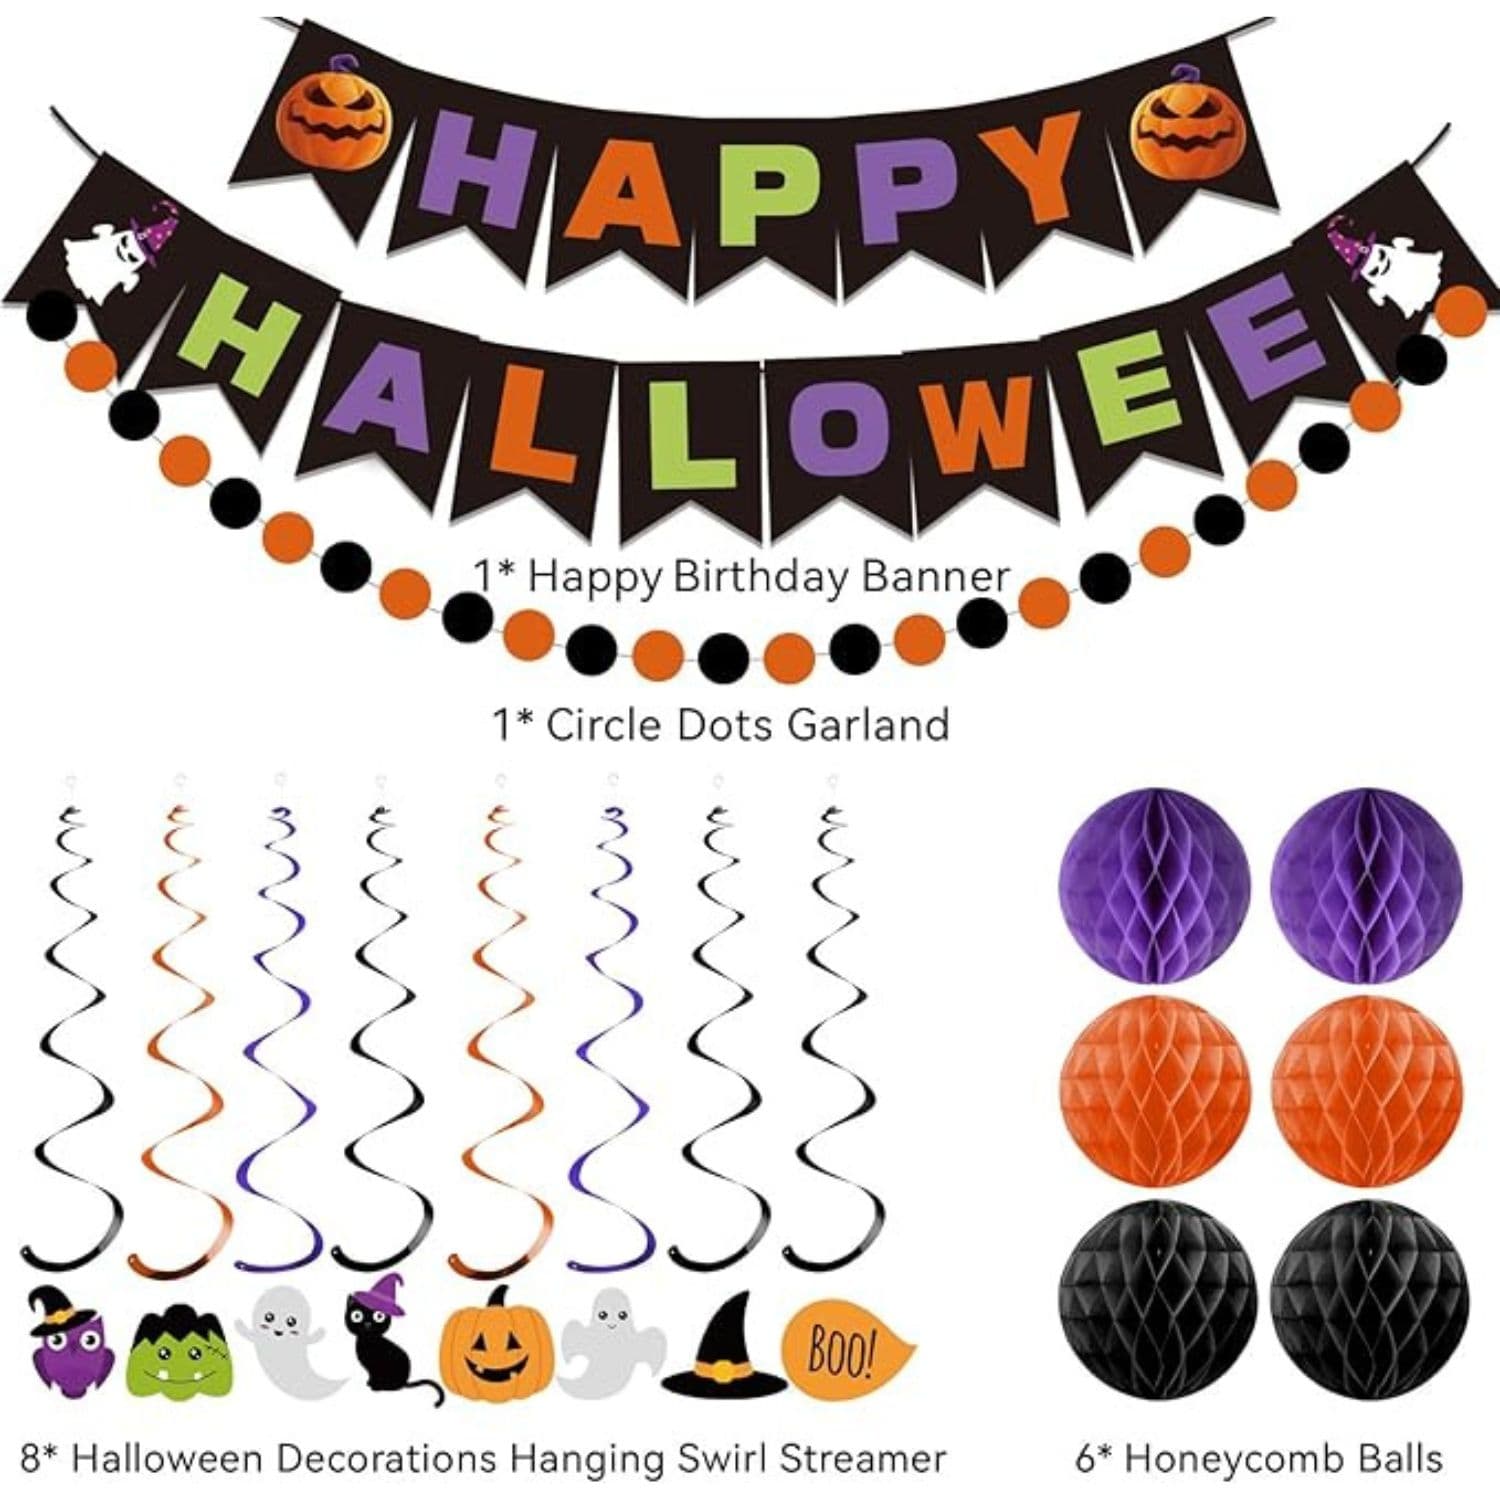 HAPPY
HALLOWEE
1* Happy Birthday Banner
1* Circle Dots Garland
BOO!
8* Halloween Decorations Hanging Swirl Streamer
6* Honeycomb Balls